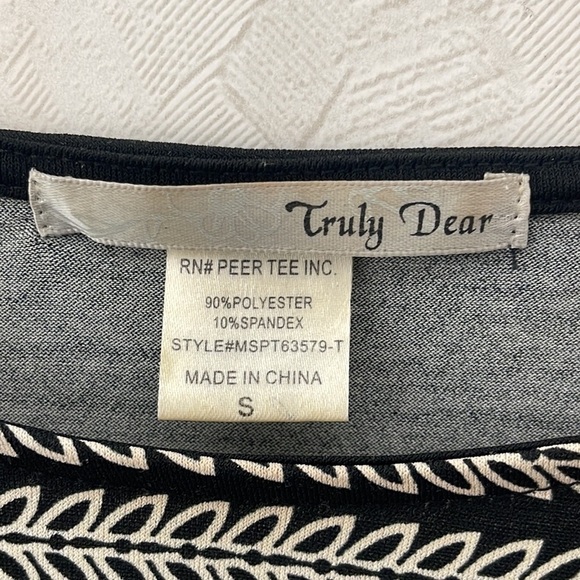 Truly Dear
RN# PEER TEE INC.
90%POLYESTER
10%SPANDEX
STYLE#MSPT63579-T
MADE IN CHINA
S